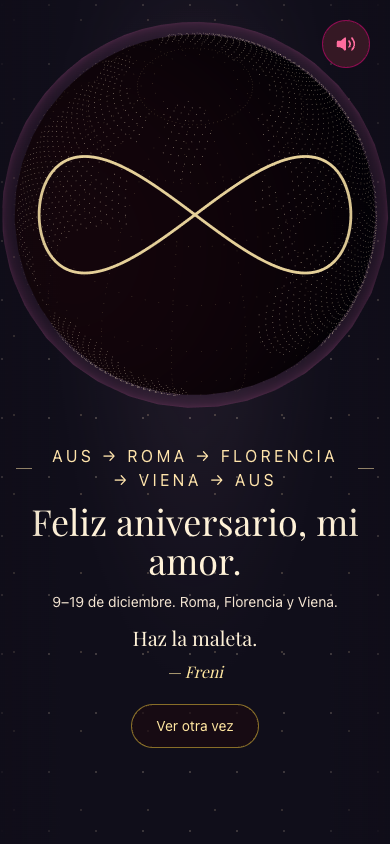 AUS → ROMA → FLORENCIA
→ VIENA → AUS
Feliz aniversario, mi
amor.
9–19 de diciembre. Roma, Florencia y Viena.
Haz la maleta.
— Freni
Ver otra vez